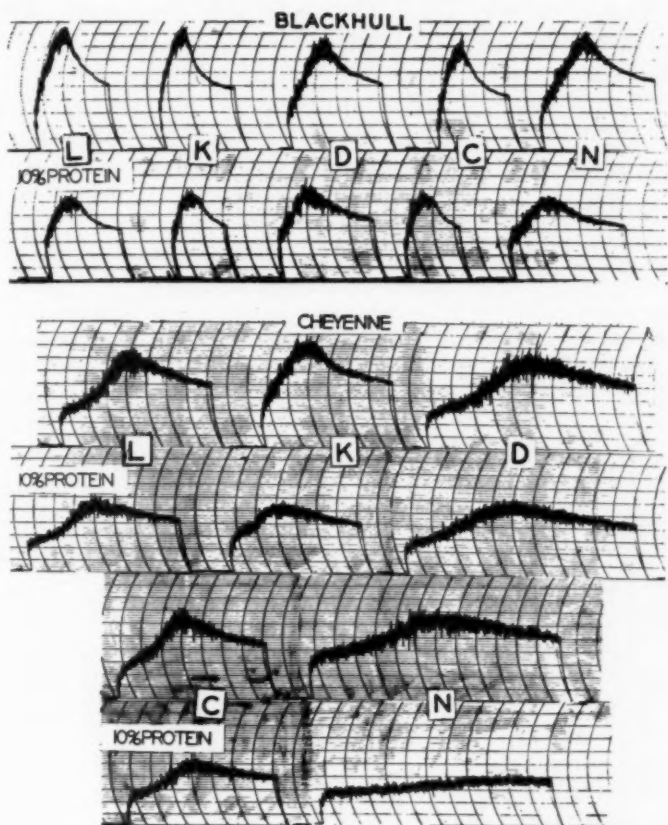 BLACKHULL
L K D C N
10% PROTEIN
CHEYENNE
L K D
10% PROTEIN
C N
10% PROTEIN